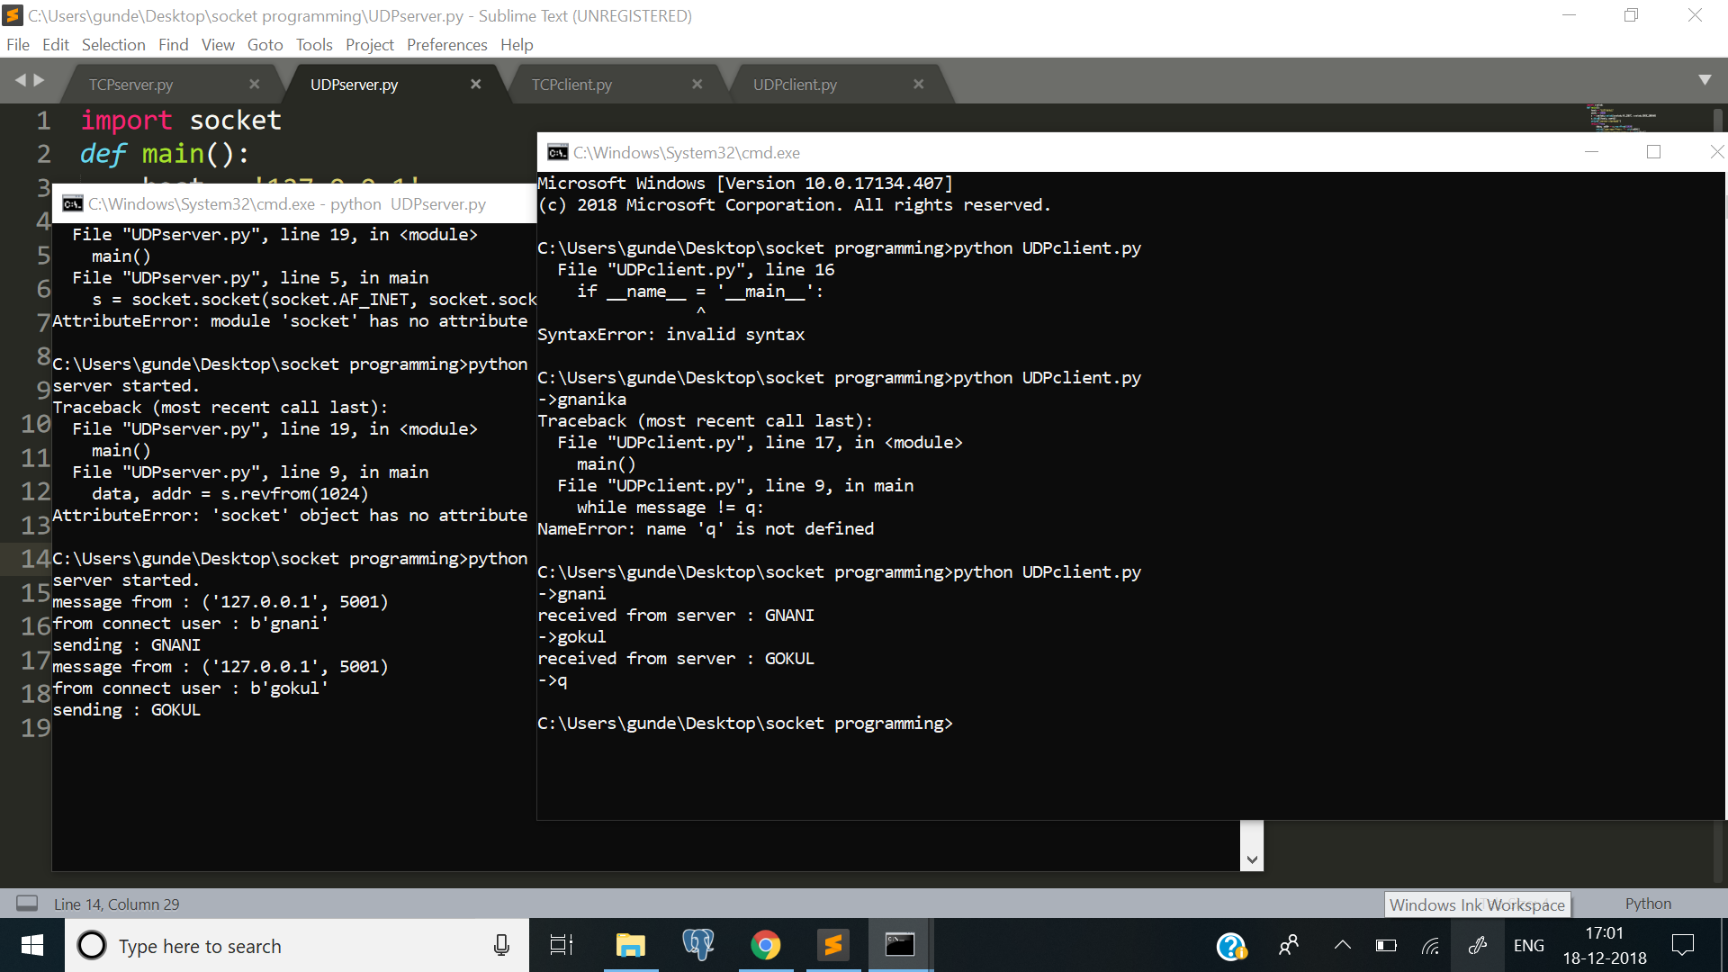 C:\Users\gunde\Desktop\socket programming\UDPserver.py - Sublime Text (UNREGISTERED)
File Edit Selection Find View Goto Tools Project Preferences Help
TCPserver.py UDPserver.py TCPclient.py UDPclient.py
1 import socket
2 def main():
3
4
5
6
7
8
9
10
11
12
13
14
15
16
17
18
19
C:\Windows\System32\cmd.exe - python  UDPserver.py
File "UDPserver.py", line 19, in <module>
main()
File "UDPserver.py", line 5, in main
s = socket.socket(socket.AF_INET, socket.sock
AttributeError: module 'socket' has no attribute
C:\Users\gunde\Desktop\socket programming>python
server started.
Traceback (most recent call last):
File "UDPserver.py", line 19, in <module>
main()
File "UDPserver.py", line 9, in main
data, addr = s.revfrom(1024)
AttributeError: 'socket' object has no attribute
C:\Users\gunde\Desktop\socket programming>python
server started.
message from : ('127.0.0.1', 5001)
from connect user : b'gnani'
sending : GNANI
message from : ('127.0.0.1', 5001)
from connect user : b'gokul'
sending : GOKUL
C:\Windows\System32\cmd.exe
Microsoft Windows [Version 10.0.17134.407]
(c) 2018 Microsoft Corporation. All rights reserved.
C:\Users\gunde\Desktop\socket programming>python UDPclient.py
File "UDPclient.py", line 16
if __name__ = '__main__':
^
SyntaxError: invalid syntax
C:\Users\gunde\Desktop\socket programming>python UDPclient.py
->gnanika
Traceback (most recent call last):
File "UDPclient.py", line 17, in <module>
main()
File "UDPclient.py", line 9, in main
while message != q:
NameError: name 'q' is not defined
C:\Users\gunde\Desktop\socket programming>python UDPclient.py
->gnani
received from server : GNANI
->gokul
received from server : GOKUL
->q
C:\Users\gunde\Desktop\socket programming>
Line 14, Column 29
Windows Ink Workspace
Python
Type here to search
ENG
17:01
18-12-2018